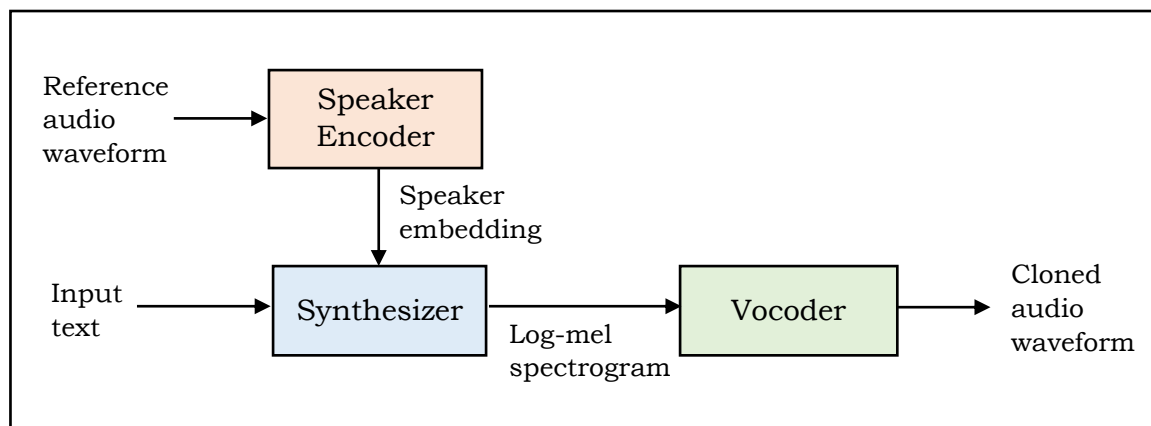 Reference
audio
waveform
Speaker
Encoder
Speaker
embedding
Input
text
Synthesizer
Log-mel
spectrogram
Vocoder
Cloned
audio
waveform